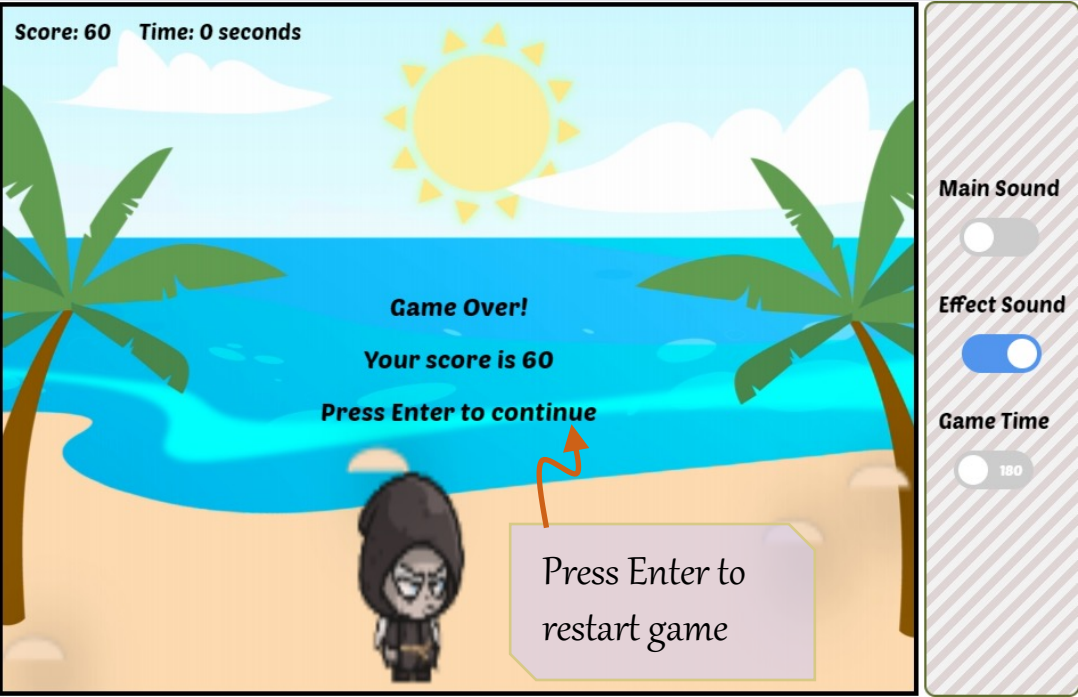 Score: 60 Time: 0 seconds
Game Over!
Your score is 60
Press Enter to continue
Press Enter to
restart game
Main Sound
Effect Sound
Game Time
180